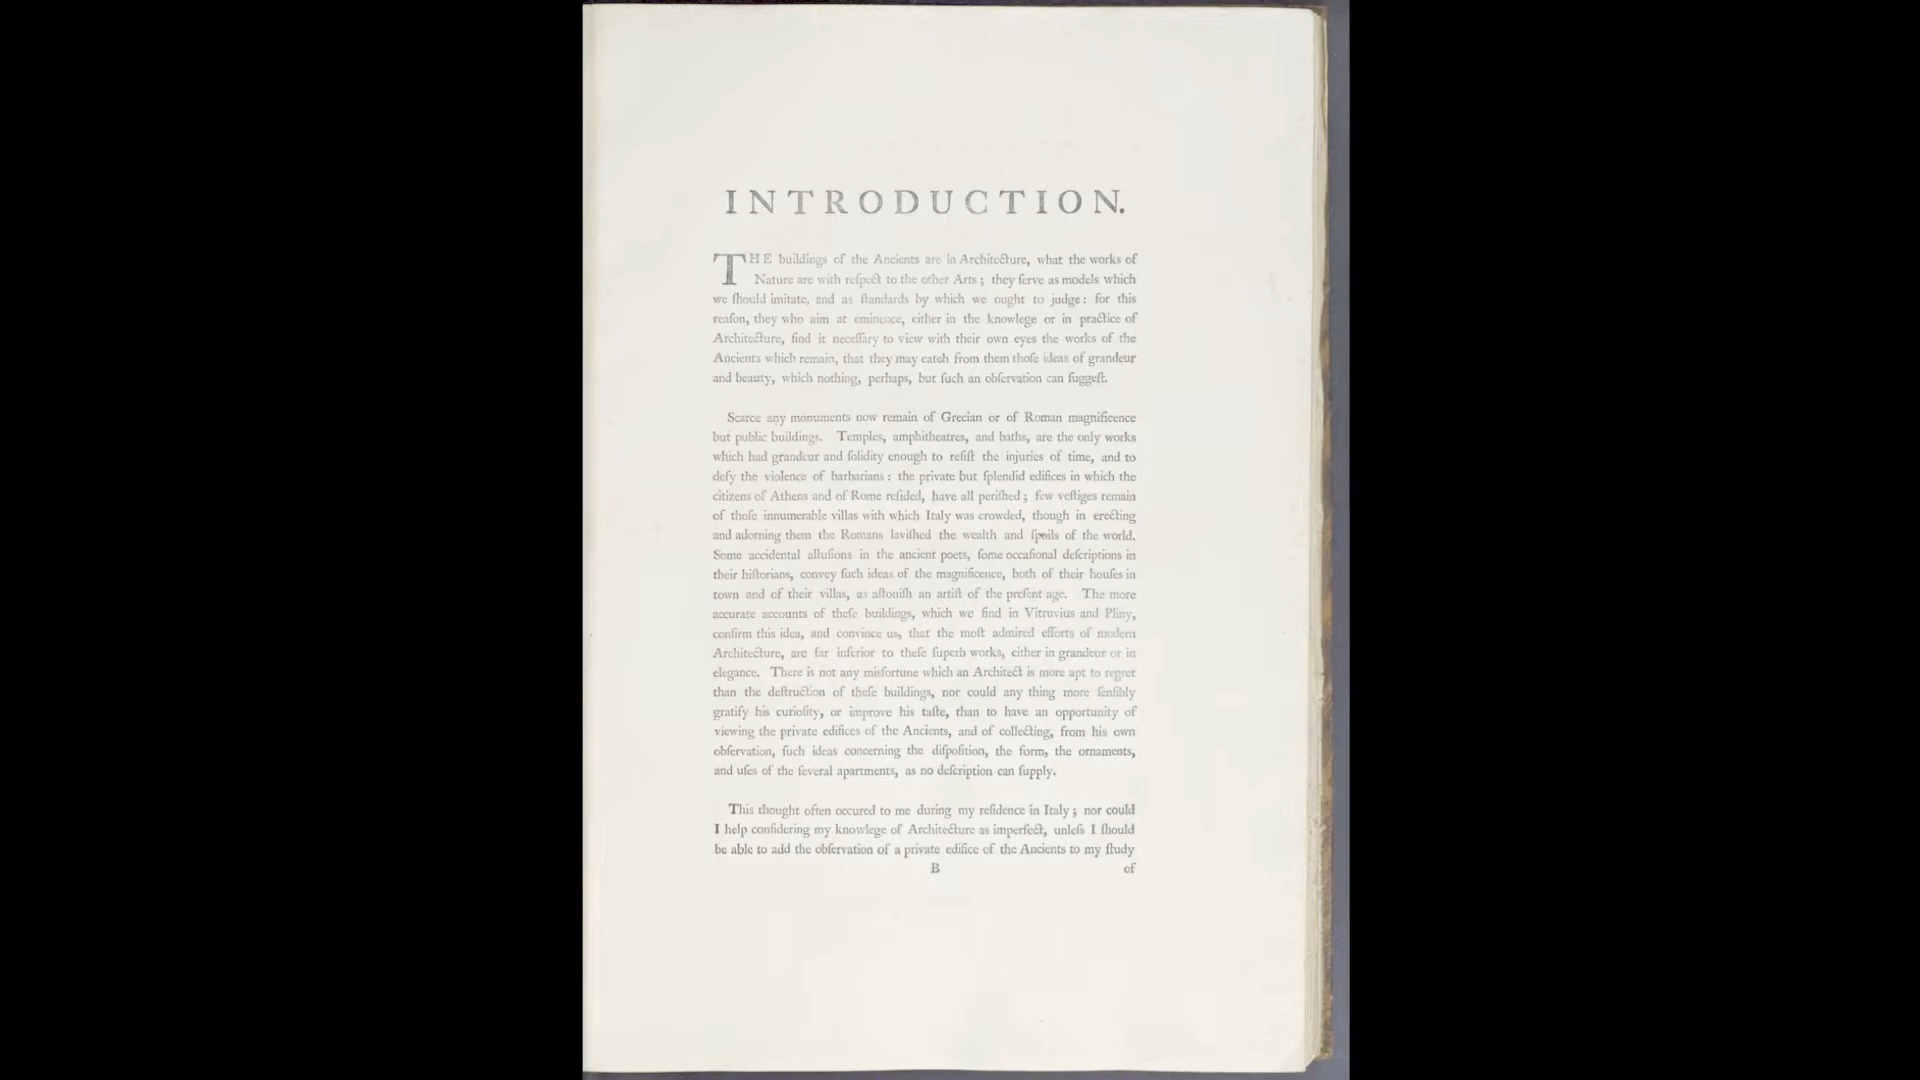 INTRODUCTION.
THE buildings of the Ancients are in Architecture, what the works of
Nature are with reſpect to the other Arts; they ſerve as models which
we ſhould imitate, and as ſtandards by which we ought to judge: for this
reaſon, they who aim at eminence, either in the knowlege or in practice of
Architecture, find it neceſſary to view with their own eyes the works of the
Ancients which remain, that they may catch from them thoſe ideas of grandeur
and beauty, which nothing, perhaps, but ſuch an obſervation can ſuggeſt.
Scarce any monuments now remain of Grecian or of Roman magnificence
but public buildings. Temples, amphitheatres, and baths, are the only works
which had grandeur and ſolidity enough to reſiſt the injuries of time, and to
defy the violence of barbarians: the private but ſplendid edifices in which the
citizens of Athens and of Rome reſided, have all periſhed; few veſtiges remain
of thoſe innumerable villas with which Italy was crowded, though in erecting
and adorning them the Romans laviſhed the wealth and ſpoils of the world.
Some accidental alluſions in the ancient poets, ſome occaſional deſcriptions in
their hiſtorians, convey ſuch ideas of the magnificence, both of their houſes in
town and of their villas, as aſtoniſh an artiſt of the preſent age. The more
accurate accounts of theſe buildings, which we find in Vitruvius and Pliny,
confirm this idea, and convince us, that the moſt admired efforts of modern
Architecture, are far inferior to theſe ſuperb works, either in grandeur or in
elegance. There is not any misfortune which an Architect is more apt to regret
than the deſtruction of theſe buildings, nor could any thing more ſenſibly
gratify his curioſity, or improve his taſte, than to have an opportunity of
viewing the private edifices of the Ancients, and of collecting, from his own
obſervation, ſuch ideas concerning the diſpoſition, the form, the ornaments,
and uſes of the ſeveral apartments, as no deſcription can ſupply.
This thought often occured to me during my reſidence in Italy; nor could
I help conſidering my knowlege of Architecture as imperfect, unleſs I ſhould
be able to add the obſervation of a private edifice of the Ancients to my ſtudy
B of